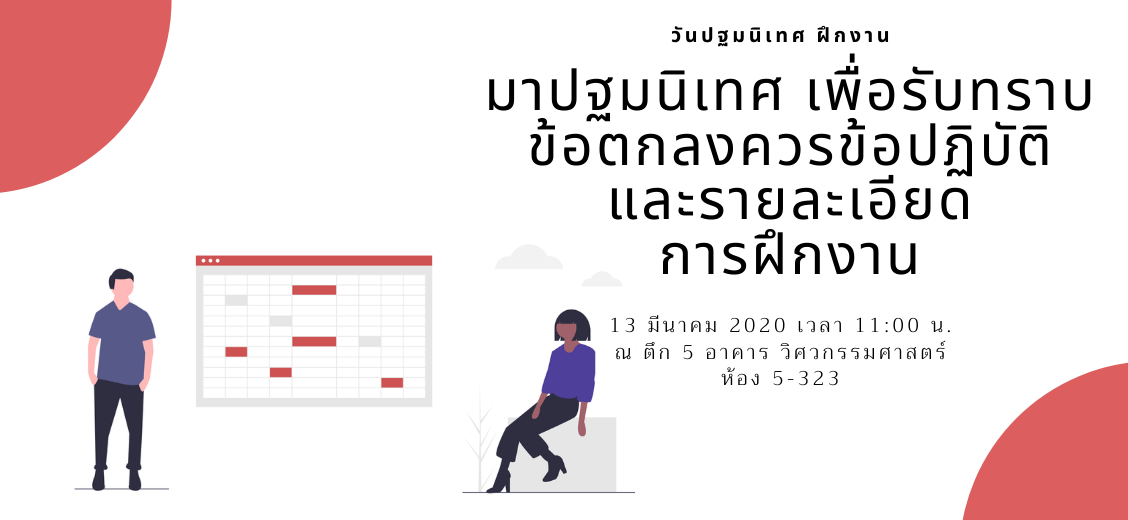 วันปฐมนิเทศ ฝึกงาน
มาปฐมนิเทศ เพื่อรับทราบ
ข้อตกลงควรข้อปฏิบัติ
และรายละเอียด
การฝึกงาน
13 มีนาคม 2020 เวลา 11:00 น.
ณ ตึก 5 อาคาร วิศวกรรมศาสตร์
ห้อง 5-323